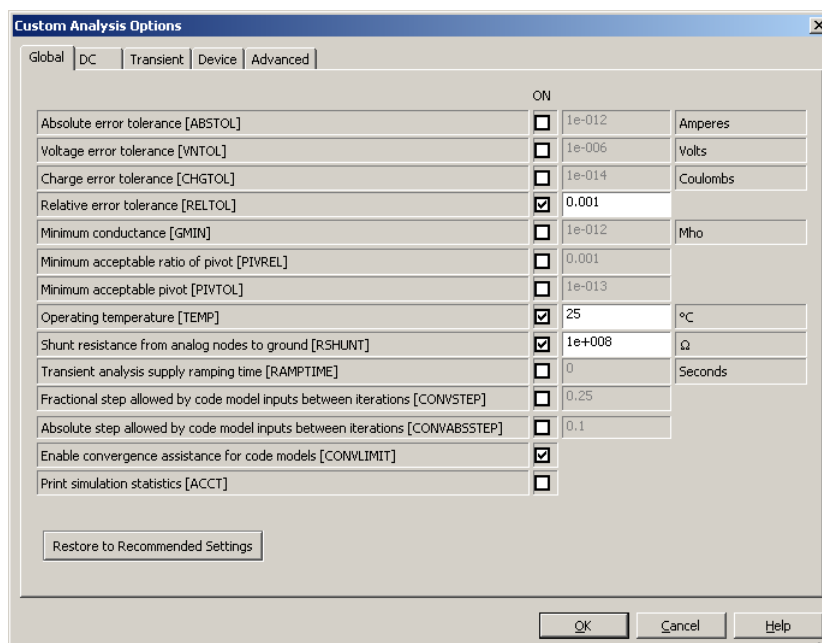 Custom Analysis Options
Global DC Transient Device Advanced
ON
Absolute error tolerance [ABSTOL] 1e-012 Amperes
Voltage error tolerance [VNTOL] 1e-006 Volts
Charge error tolerance [CHGTOL] 1e-014 Coulombs
Relative error tolerance [RELTOL] 0.001
Minimum conductance [GMIN] 1e-012 Mho
Minimum acceptable ratio of pivot [PIVREL] 0.001
Minimum acceptable pivot [PIVTOL] 1e-013
Operating temperature [TEMP] 25 °C
Shunt resistance from analog nodes to ground [RSHUNT] 1e+008 Ω
Transient analysis supply ramping time [RAMPTIME] 0 Seconds
Fractional step allowed by code model inputs between iterations [CONVSTEP] 0.25
Absolute step allowed by code model inputs between iterations [CONVABSSTEP] 0.1
Enable convergence assistance for code models [CONVLIMIT]
Print simulation statistics [ACCT]
Restore to Recommended Settings
OK Cancel Help